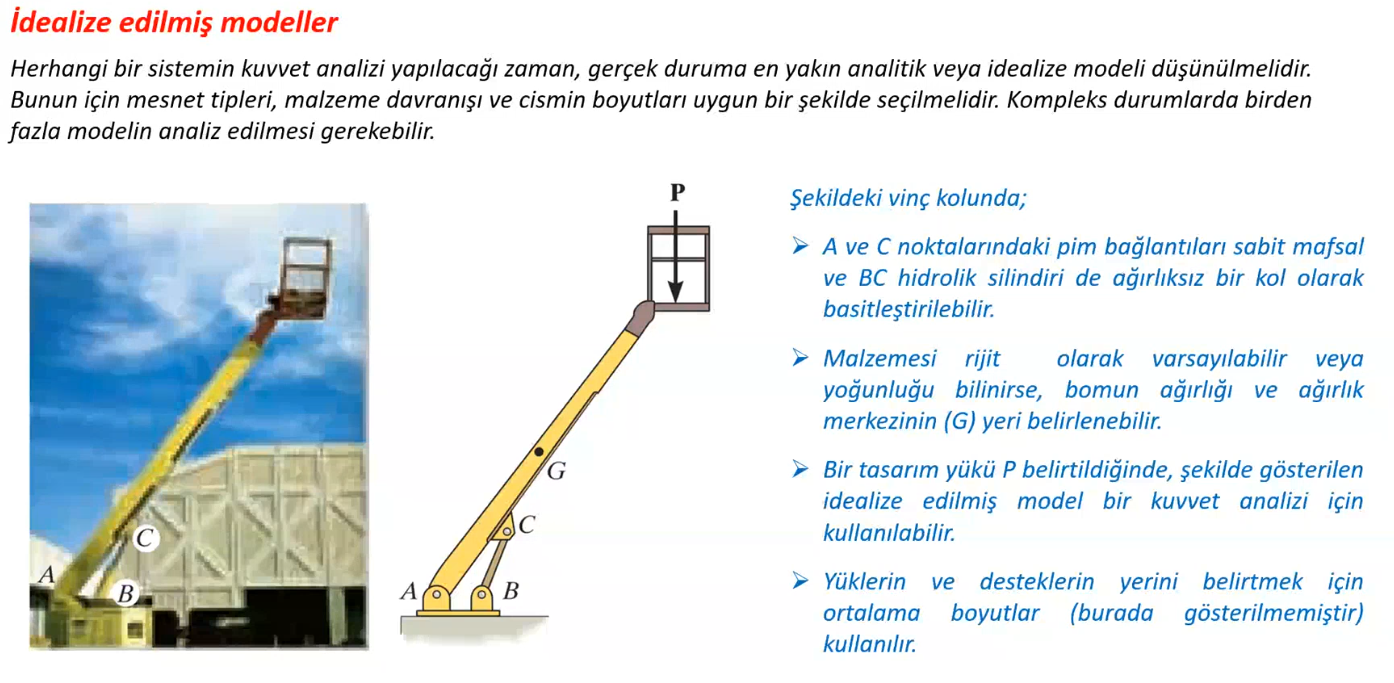 İdealize edilmiş modeller
Herhangi bir sistemin kuvvet analizi yapılacağı zaman, gerçek duruma en yakın analitik veya idealize modeli düşünülmelidir.
Bunun için mesnet tipleri, malzeme davranışı ve cismin boyutları uygun bir şekilde seçilmelidir. Kompleks durumlarda birden
fazla modelin analiz edilmesi gerekebilir.
C
A
B
P
G
C
A
B
Şekildeki vinç kolunda;
➢ A ve C noktalarındaki pim bağlantıları sabit mafsal
ve BC hidrolik silindiri de ağırlıksız bir kol olarak
basitleştirilebilir.
➢ Malzemesi rijit olarak varsayılabilir veya
yoğunluğu bilinirse, bomun ağırlığı ve ağırlık
merkezinin (G) yeri belirlenebilir.
➢ Bir tasarım yükü P belirtildiğinde, şekilde gösterilen
idealize edilmiş model bir kuvvet analizi için
kullanılabilir.
➢ Yüklerin ve desteklerin yerini belirtmek için
ortalama boyutlar (burada gösterilmemiştir)
kullanılır.